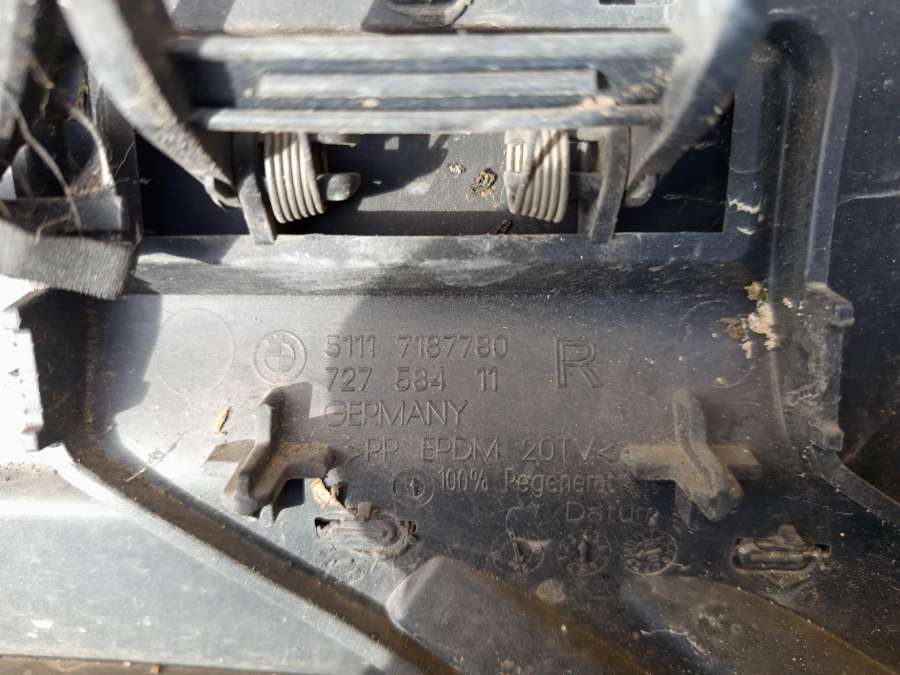 5111 7187780
727 584 11
R
GERMANY
>PP EPDM 20TV<
100% Regenerat
Datum